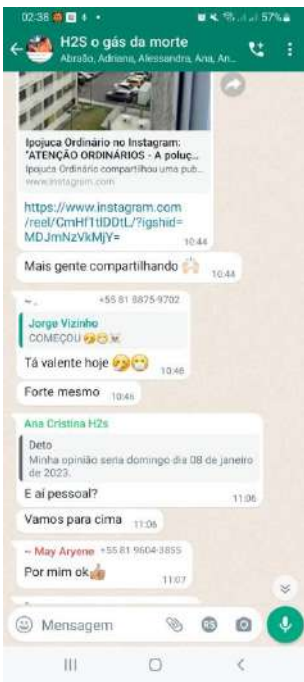 02:38
57%
H2S o gás da morte
Abraão, Adriana, Alessandra, Ana, An...
Ipojuca Ordinário no Instagram:
"ATENÇÃO ORDINÁRIOS - A poluç...
Ipojuca Ordinário compartilhou uma pub...
www.instagram.com
https://www.instagram.com
/reel/CmHf1tIDDtL/?igshid=
MDJmNzVkMjY=
10:44
Mais gente compartilhando 🙌🏻
10:44
+55 81 8875-9702
Jorge Vizinho
COMEÇOU
Tá valente hoje
10:46
Forte mesmo
10:46
Ana Cristina H2s
Deto
Minha opinião seria domingo dia 08 de janeiro
de 2023.
E aí pessoal?
11:06
Vamos para cima
11:06
~ May Aryene +55 81 9604-3855
Por mim ok
11:07
Mensagem